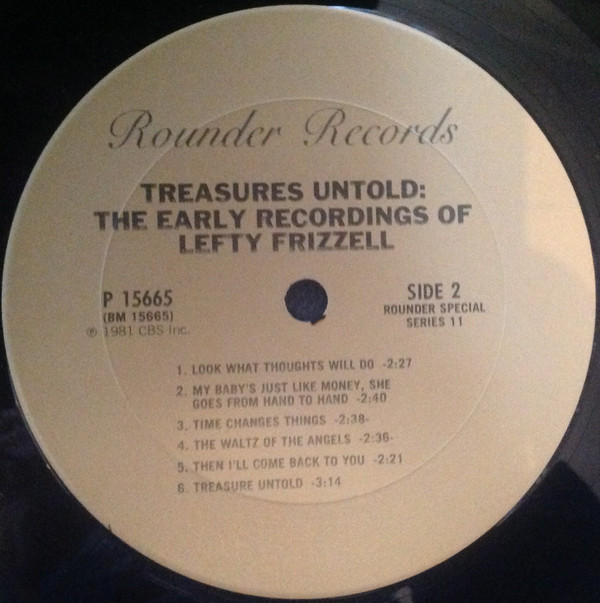 Rounder Records
TREASURES UNTOLD:
THE EARLY RECORDINGS OF
LEFTY FRIZZELL
P 15665
(BM 15665)
℗ 1981 CBS Inc.
SIDE 2
ROUNDER SPECIAL
SERIES 11
1. LOOK WHAT THOUGHTS WILL DO -2:27
2. MY BABY'S JUST LIKE MONEY, SHE
GOES FROM HAND TO HAND -2:40
3. TIME CHANGES THINGS -2:38-
4. THE WALTZ OF THE ANGELS -2:36-
5. THEN I'LL COME BACK TO YOU -2:21
6. TREASURE UNTOLD -3:14